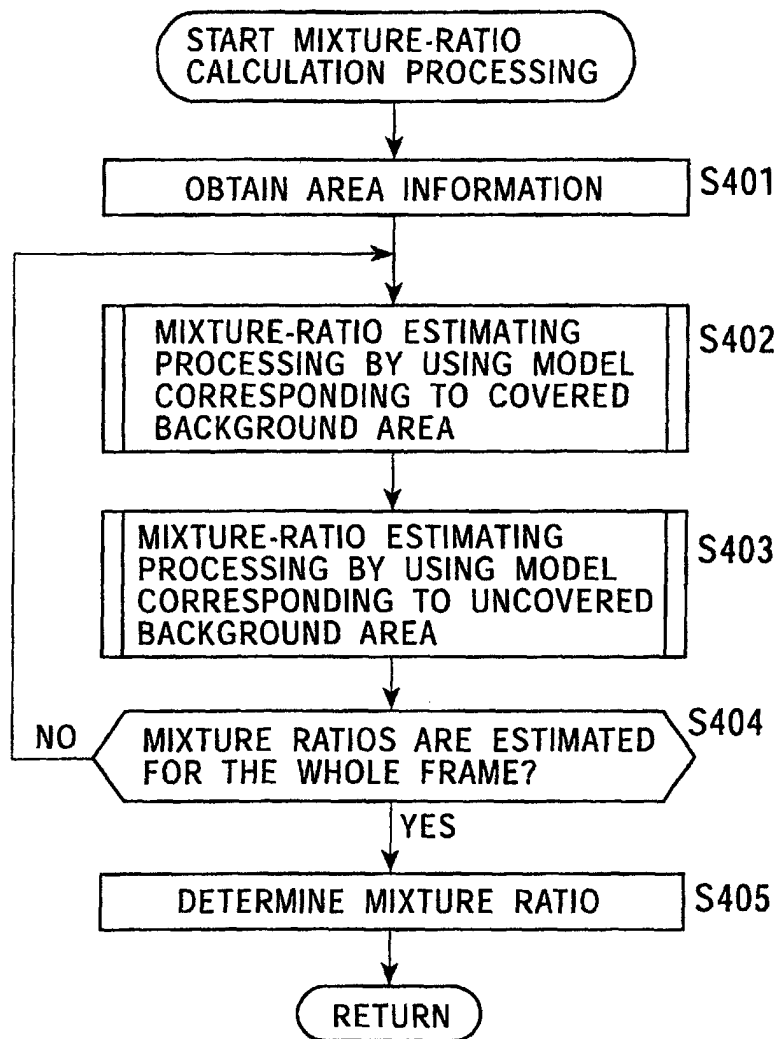 START MIXTURE-RATIO
CALCULATION PROCESSING
OBTAIN AREA INFORMATION
S401
MIXTURE-RATIO ESTIMATING
PROCESSING BY USING MODEL
CORRESPONDING TO COVERED
BACKGROUND AREA
S402
MIXTURE-RATIO ESTIMATING
PROCESSING BY USING MODEL
CORRESPONDING TO UNCOVERED
BACKGROUND AREA
S403
NO
MIXTURE RATIOS ARE ESTIMATED
FOR THE WHOLE FRAME?
S404
YES
DETERMINE MIXTURE RATIO
S405
RETURN